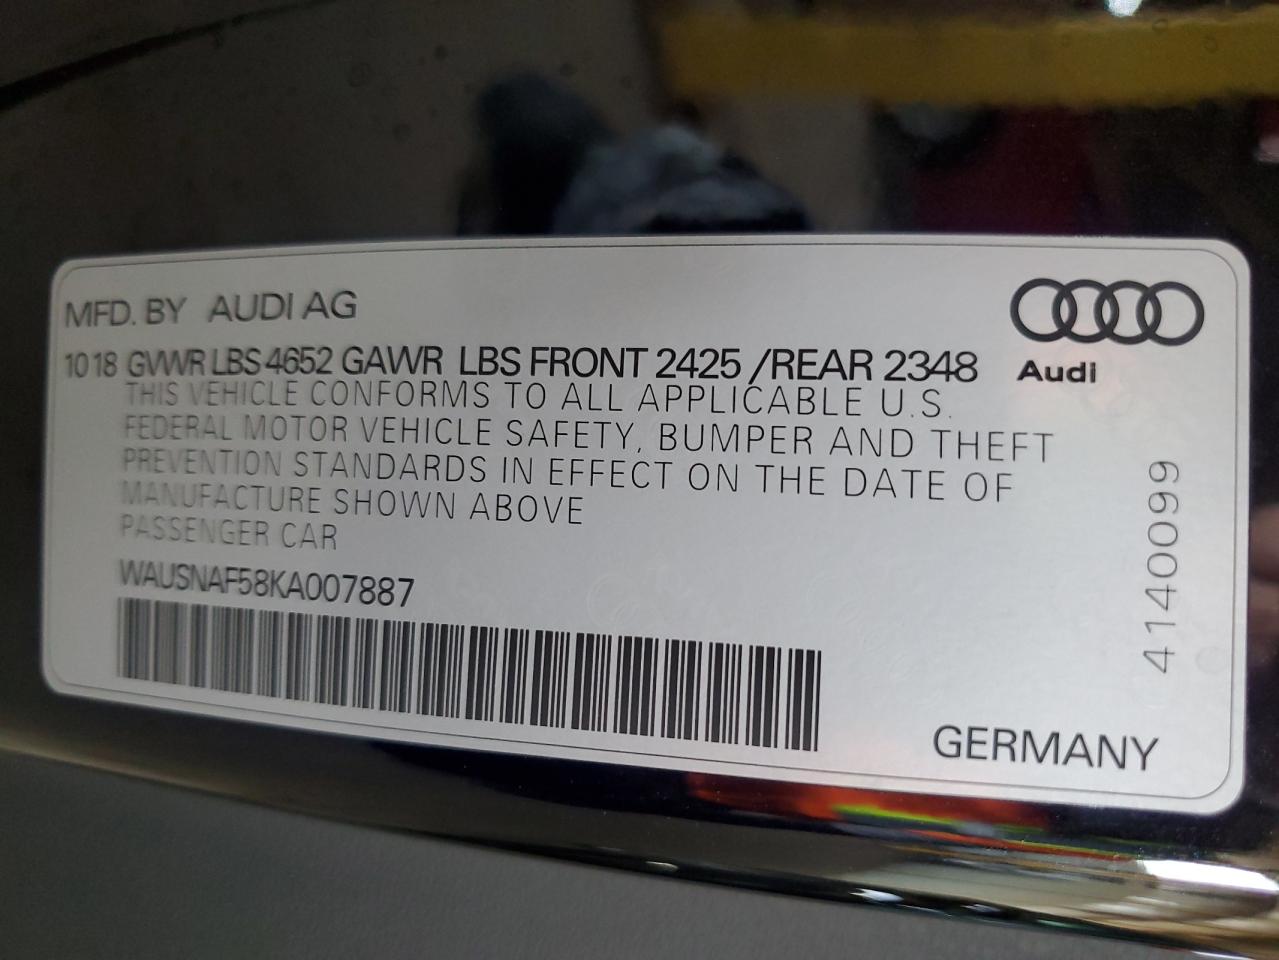 MFD. BY AUDI AG
10 18 GVWR LBS 4652 GAWR LBS FRONT 2425 /REAR 2348
Audi
THIS VEHICLE CONFORMS TO ALL APPLICABLE U.S.
FEDERAL MOTOR VEHICLE SAFETY, BUMPER AND THEFT
PREVENTION STANDARDS IN EFFECT ON THE DATE OF
MANUFACTURE SHOWN ABOVE
PASSENGER CAR
WAUSNAF58KA007887
4140099
GERMANY